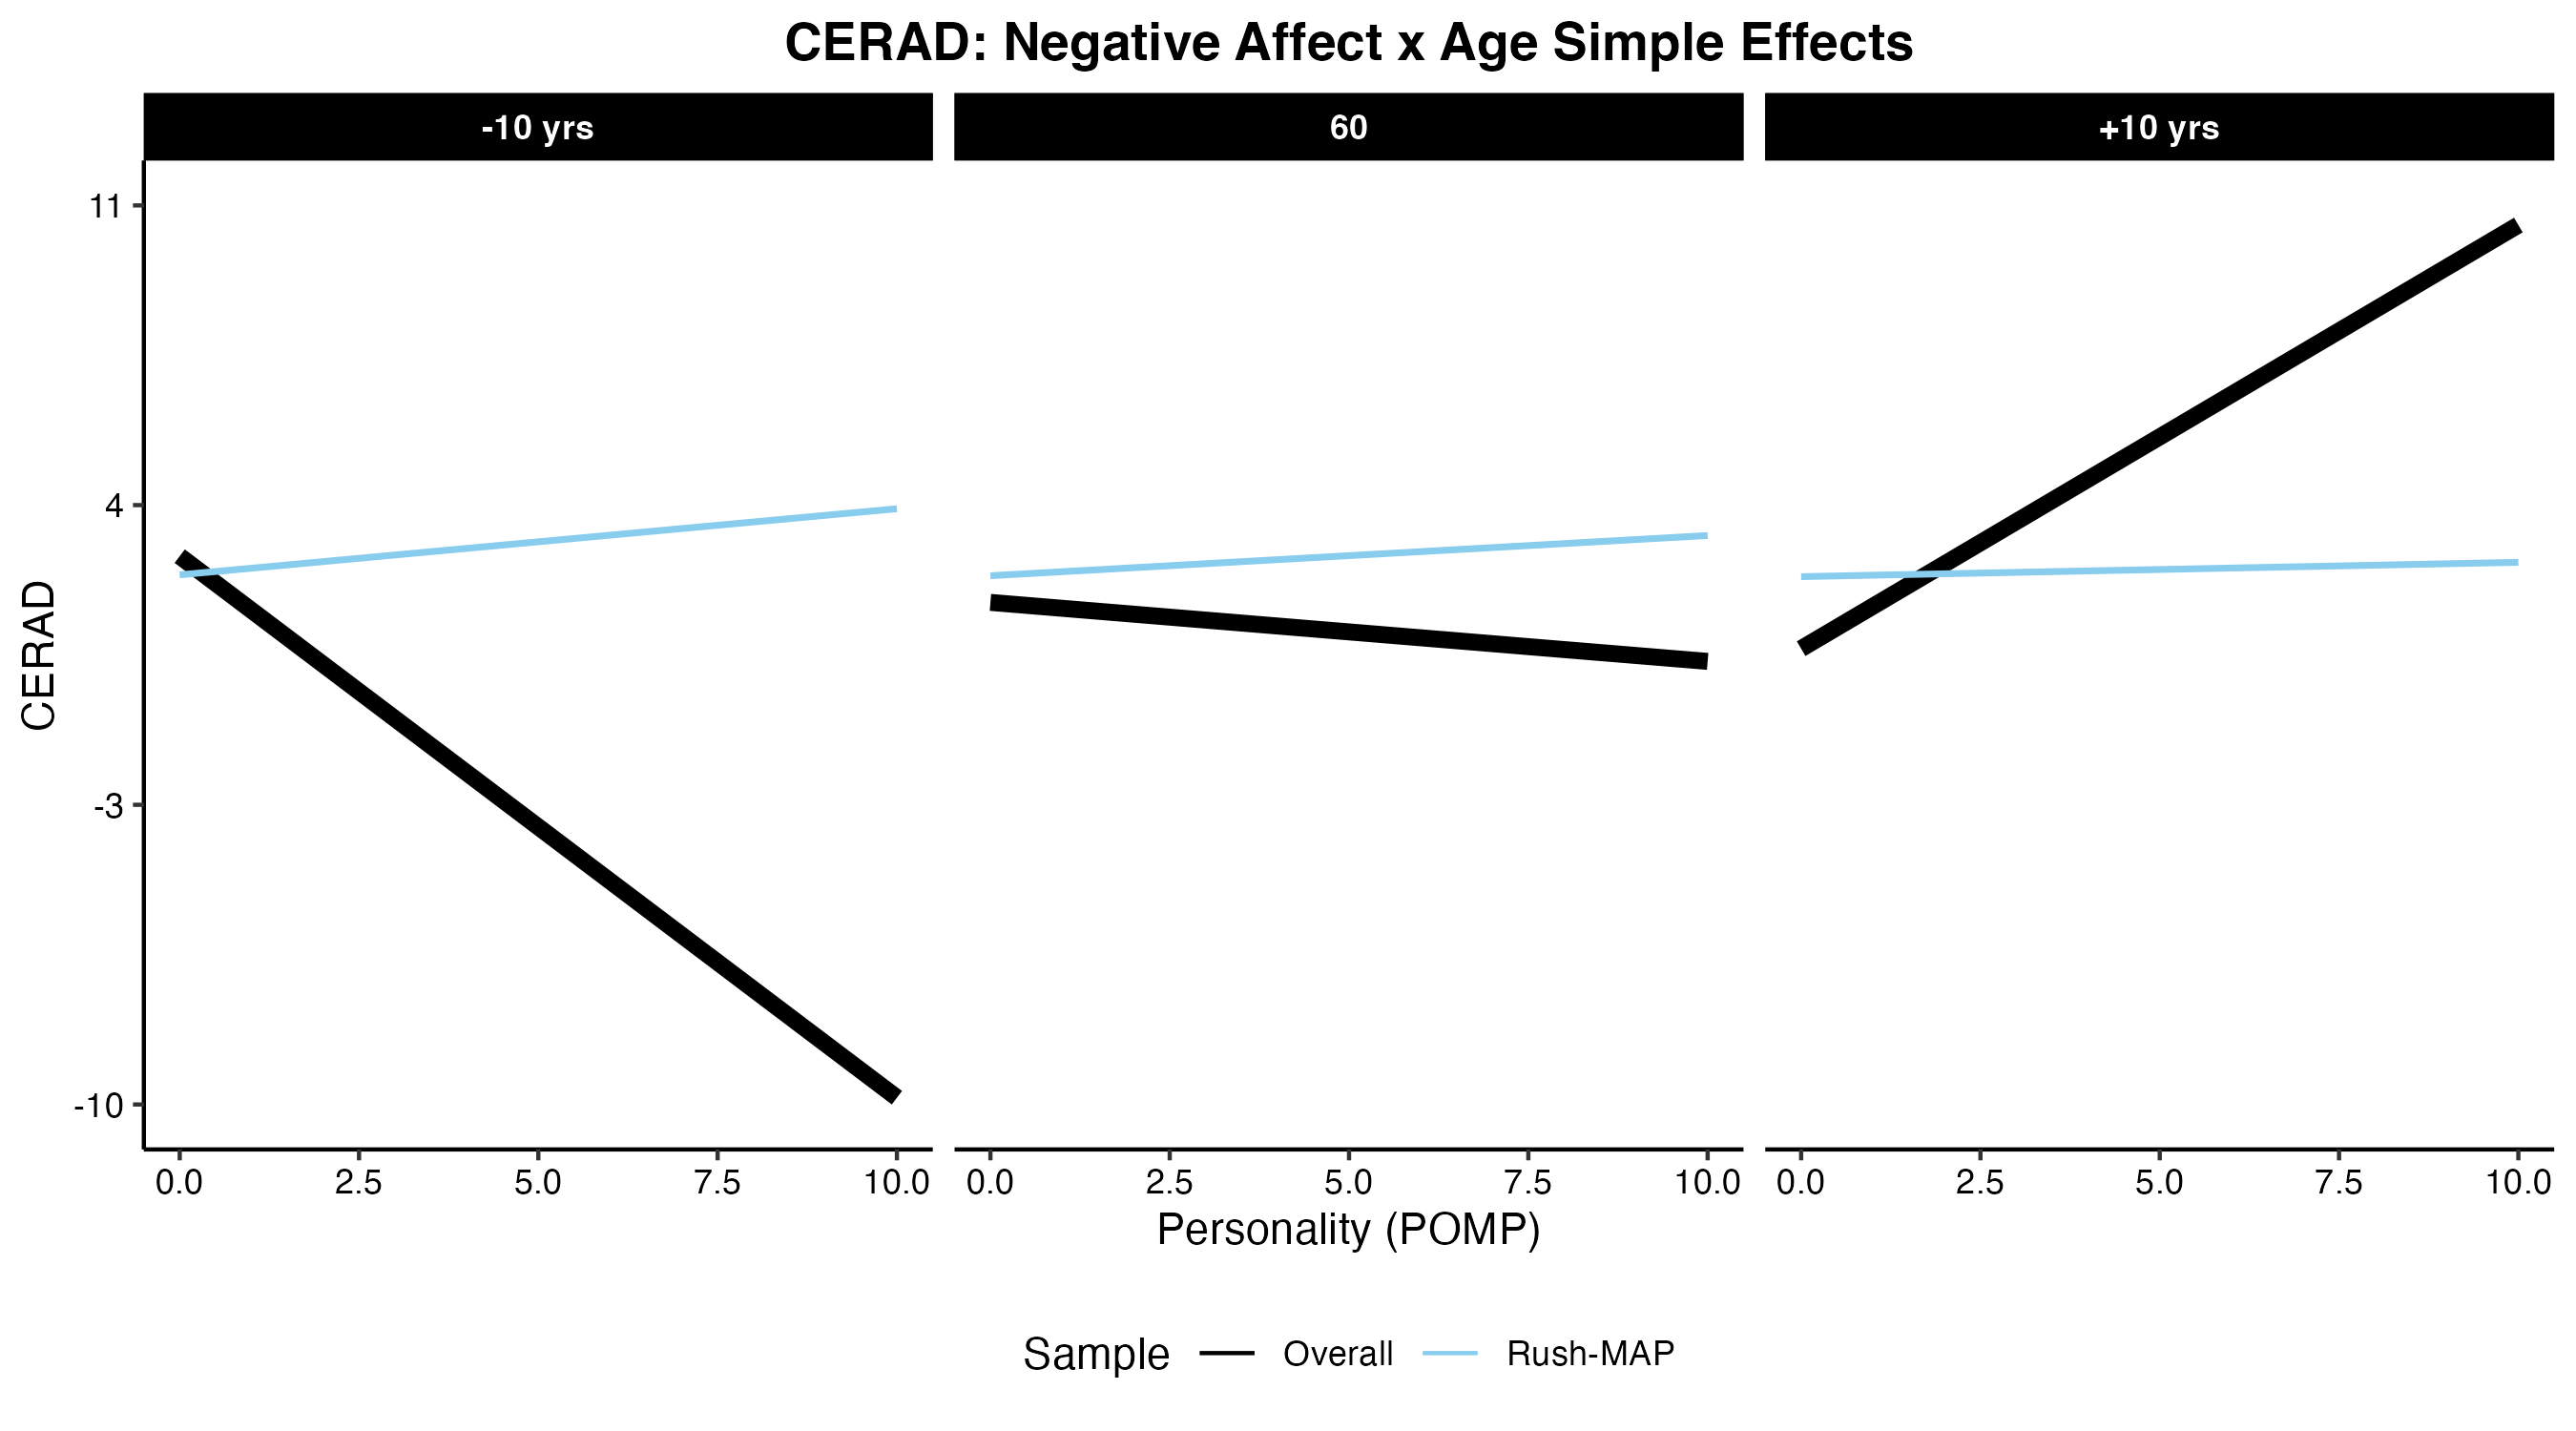 CERAD: Negative Affect x Age Simple Effects
-10 yrs 60 +10 yrs
11
4
-3
-10
CERAD
0.0 2.5 5.0 7.5 10.0 0.0 2.5 5.0 7.5 10.0 0.0 2.5 5.0 7.5 10.0
Personality (POMP)
Sample Overall Rush-MAP